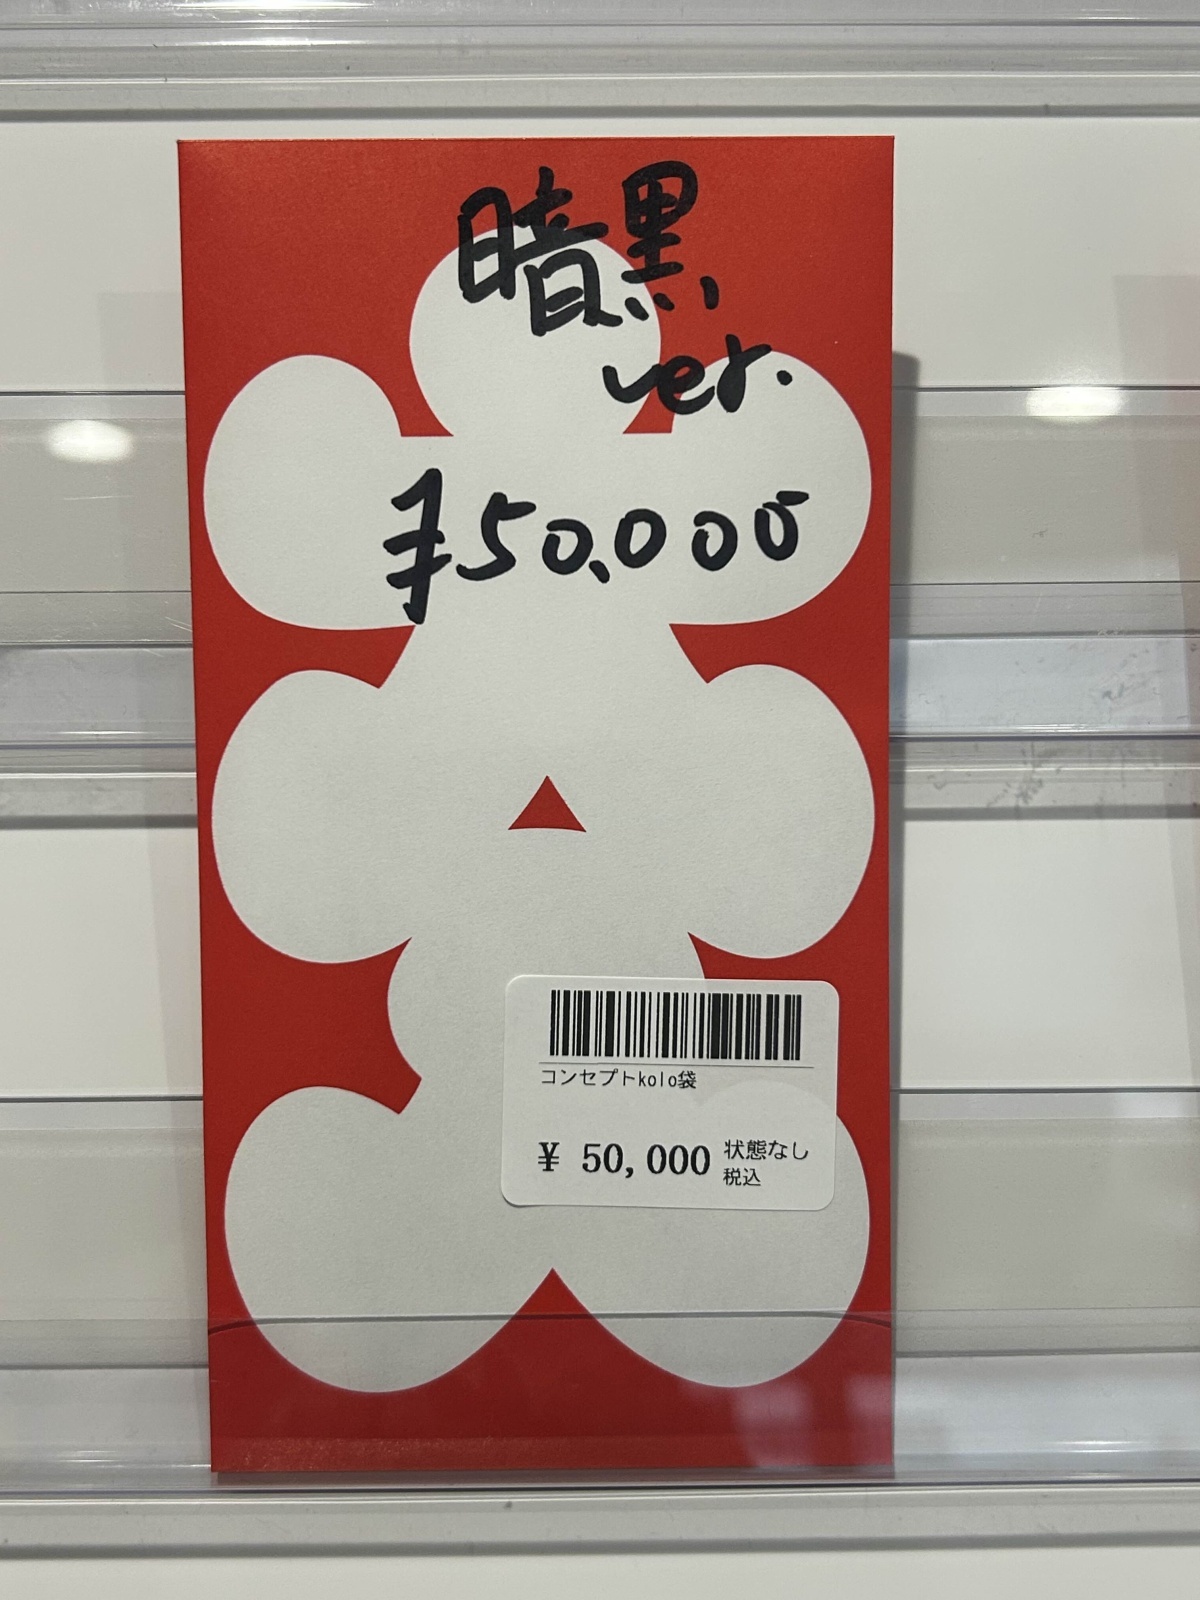 暗黒
ver.
¥50,000
コンセプトkolo袋
¥ 50,000 状態なし
税込